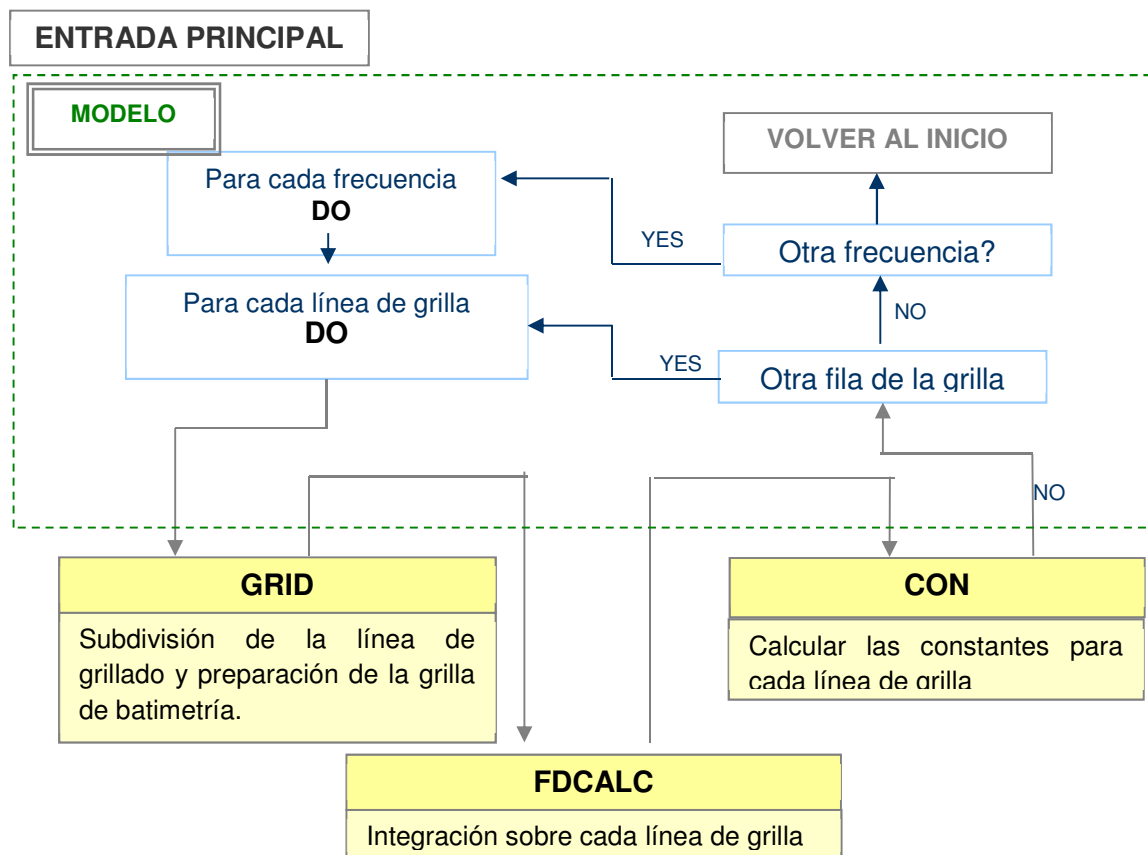 ENTRADA PRINCIPAL
MODELO
VOLVER AL INICIO
Para cada frecuencia
DO
YES
Otra frecuencia?
Para cada línea de grilla
DO
NO
YES
Otra fila de la grilla
NO
GRID
Subdivisión de la línea de
grillado y preparación de la grilla
de batimetría.
CON
Calcular las constantes para
cada línea de grilla
FDCALC
Integración sobre cada línea de grilla